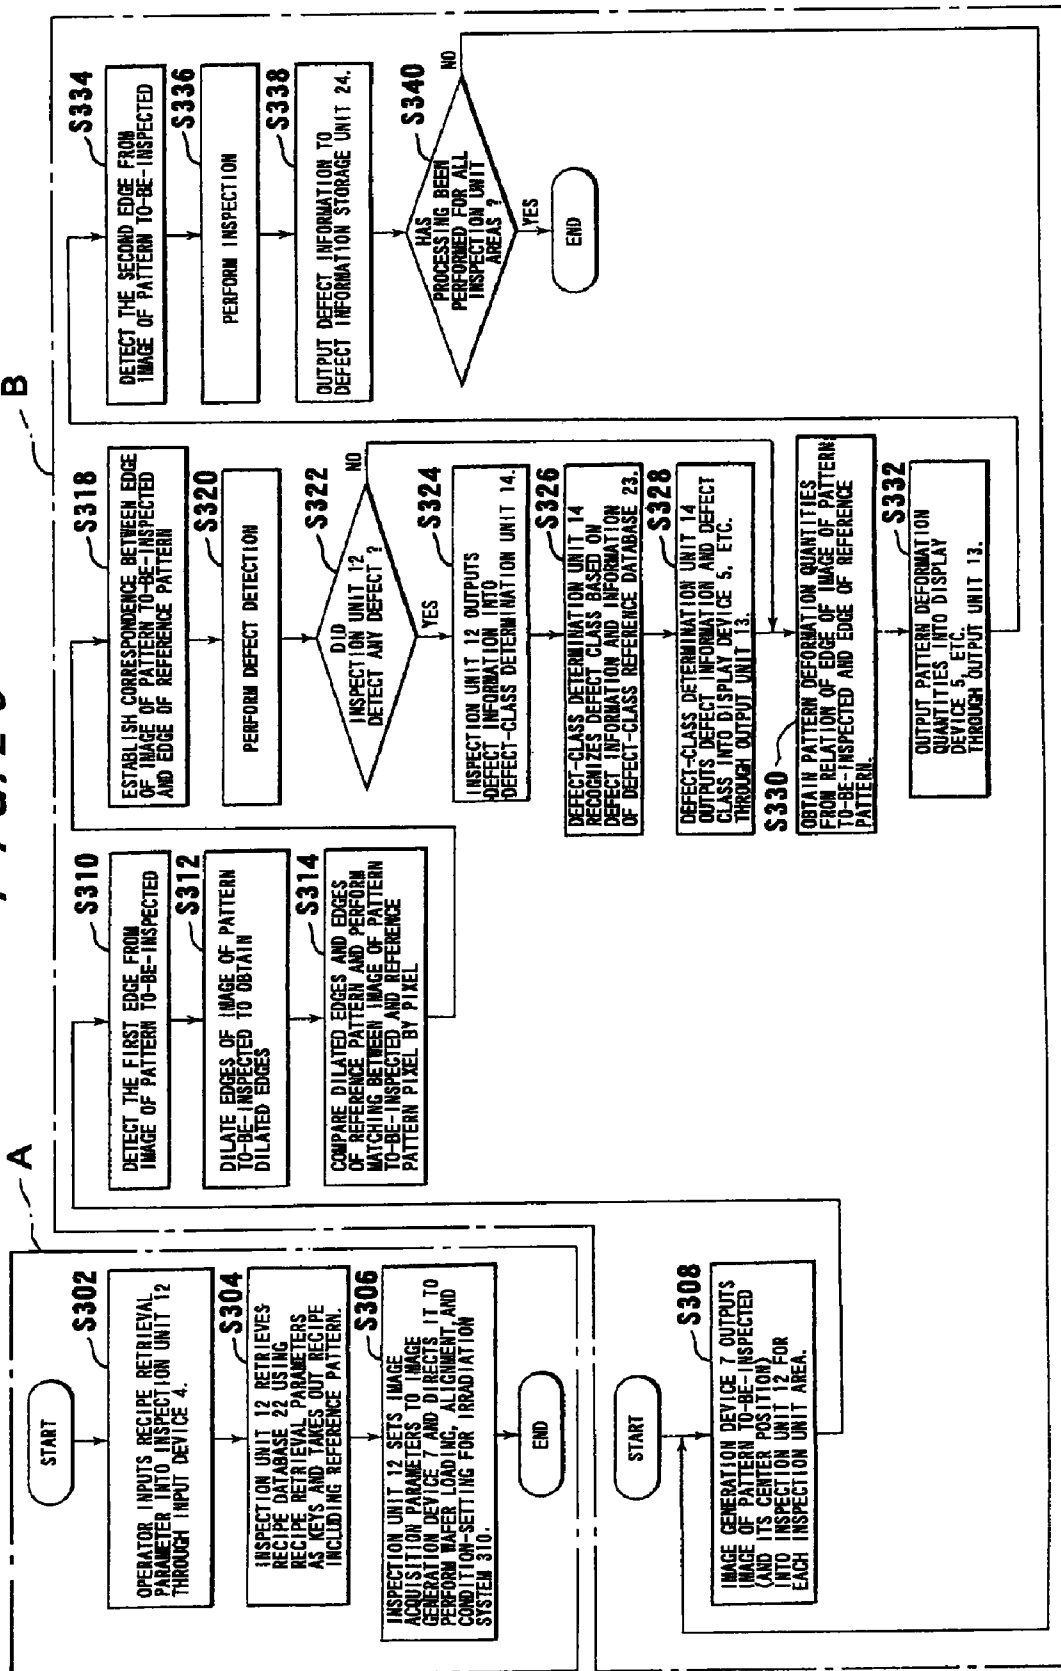 A
START
S302
OPERATOR INPUTS RECIPE RETRIEVAL
PARAMETER INTO INSPECTION UNIT 12
THROUGH INPUT DEVICE 4.
S304
INSPECTION UNIT 12 RETRIEVES
RECIPE DATABASE 22 USING
RECIPE RETRIEVAL PARAMETERS
AS KEYS AND TAKES OUT RECIPE
INCLUDING REFERENCE PATTERN.
S306
INSPECTION UNIT 12 SETS IMAGE
ACQUISITION PARAMETERS TO IMAGE
GENERATION DEVICE 7 AND DIRECTS IT TO
PERFORM WAFER LOADING, ALIGNMENT, AND
CONDITION-SETTING FOR IRRADIATION
SYSTEM 310.
END
B
START
S308
IMAGE GENERATION DEVICE 7 OUTPUTS
IMAGE OF PATTERN TO-BE-INSPECTED
(AND ITS CENTER POSITION)
INTO INSPECTION UNIT 12 FOR
EACH INSPECTION UNIT AREA.
S310
DETECT THE FIRST EDGE FROM
IMAGE OF PATTERN TO-BE-INSPECTED
S312
DILATE EDGES OF IMAGE OF PATTERN
TO-BE-INSPECTED TO OBTAIN
DILATED EDGES
S314
COMPARE DILATED EDGES AND EDGES
OF REFERENCE PATTERN AND PERFORM
MATCHING BETWEEN IMAGE OF PATTERN
TO-BE-INSPECTED AND REFERENCE
PATTERN PIXEL BY PIXEL
S318
ESTABLISH CORRESPONDENCE BETWEEN EDGE
OF IMAGE OF PATTERN TO-BE-INSPECTED
AND EDGE OF REFERENCE PATTERN
S320
PERFORM DEFECT DETECTION
S322
DID
INSPECTION UNIT 12
DETECT ANY DEFECT ?
NO
YES
S324
INSPECTION UNIT 12 OUTPUTS
DEFECT INFORMATION INTO
DEFECT-CLASS DETERMINATION UNIT 14.
S326
DEFECT-CLASS DETERMINATION UNIT 14
RECOGNIZES DEFECT CLASS BASED ON
DEFECT INFORMATION AND INFORMATION
OF DEFECT-CLASS REFERENCE DATABASE 23.
S328
DEFECT-CLASS DETERMINATION UNIT 14
OUTPUTS DEFECT INFORMATION AND DEFECT
CLASS INTO DISPLAY DEVICE 5, ETC.
THROUGH OUTPUT UNIT 13.
S330
OBTAIN PATTERN DEFORMATION QUANTITIES
FROM RELATION OF EDGE OF IMAGE OF PATTERN
TO-BE-INSPECTED AND EDGE OF REFERENCE
PATTERN.
S332
OUTPUT PATTERN DEFORMATION
QUANTITIES INTO DISPLAY
DEVICE 5, ETC.
THROUGH OUTPUT UNIT 13.
S334
DETECT THE SECOND EDGE FROM
IMAGE OF PATTERN TO-BE-INSPECTED
S336
PERFORM INSPECTION
S338
OUTPUT DEFECT INFORMATION TO
DEFECT INFORMATION STORAGE UNIT 24.
S340
HAS
PROCESSING BEEN
PERFORMED FOR ALL
INSPECTION UNIT
AREAS ?
NO
YES
END